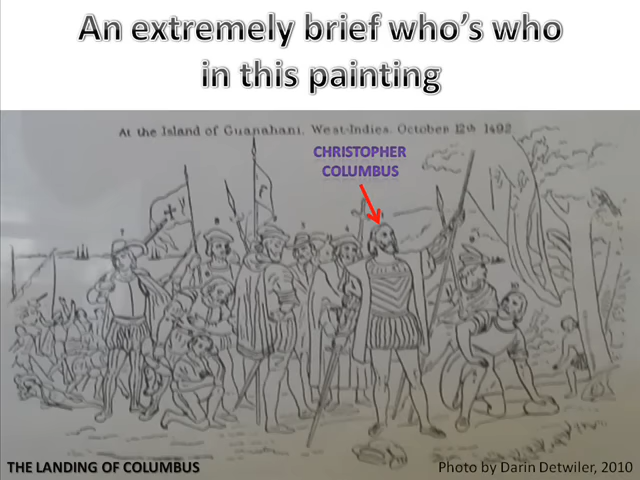 An extremely brief who's who
in this painting
At the Island of Guanahani, West-Indies, October 12th 1492
CHRISTOPHER
COLUMBUS
THE LANDING OF COLUMBUS
Photo by Darin Detwiler, 2010